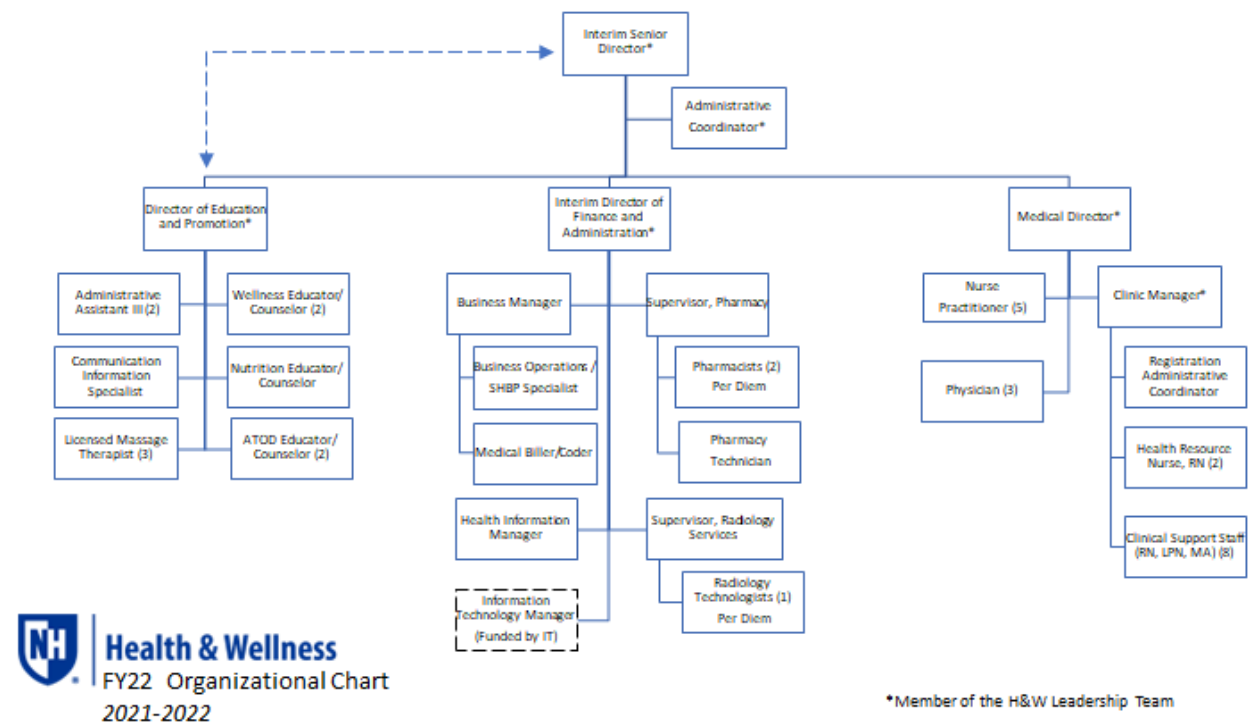 Interim Senior
Director*
Administrative
Coordinator*
Director of Education
and Promotion*
Interim Director of
Finance and
Administration*
Medical Director*
Administrative
Assistant III (2)
Wellness Educator/
Counselor (2)
Communication
Information
Specialist
Nutrition Educator/
Counselor
Licensed Massage
Therapist (3)
ATOD Educator/
Counselor (2)
Business Manager
Supervisor, Pharmacy
Business Operations /
SHBP Specialist
Pharmacists (2)
Per Diem
Medical Biller/Coder
Pharmacy
Technician
Health Information
Manager
Supervisor, Radiology
Services
Information
Technology Manager
(Funded by IT)
Radiology
Technologists (1)
Per Diem
Nurse
Practitioner (5)
Clinic Manager*
Physician (3)
Registration
Administrative
Coordinator
Health Resource
Nurse, RN (2)
Clinical Support Staff
(RN, LPN, MA) (8)
NH
Health & Wellness
FY22 Organizational Chart
2021-2022
*Member of the H&W Leadership Team